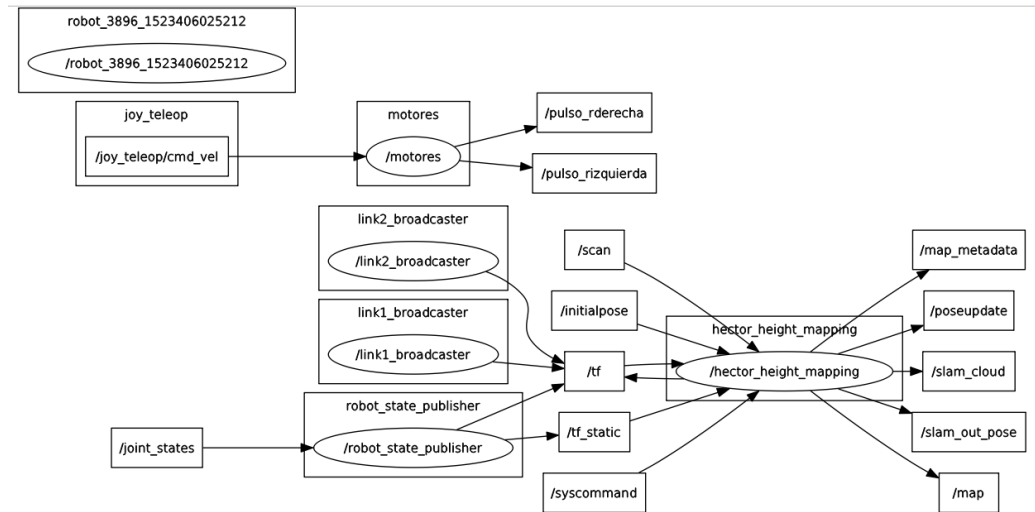 robot_3896_1523406025212
/robot_3896_1523406025212
joy_teleop
/joy_teleop/cmd_vel
motores
/motores
/pulso_rderecha
/pulso_rizquierda
link2_broadcaster
/link2_broadcaster
link1_broadcaster
/link1_broadcaster
robot_state_publisher
/robot_state_publisher
/joint_states
/scan
/initialpose
/tf
/tf_static
/syscommand
hector_height_mapping
/hector_height_mapping
/map_metadata
/poseupdate
/slam_cloud
/slam_out_pose
/map